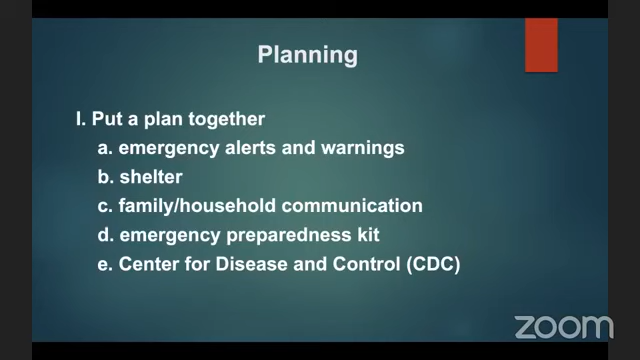 Planning
I. Put a plan together
a. emergency alerts and warnings
b. shelter
c. family/household communication
d. emergency preparedness kit
e. Center for Disease and Control (CDC)
zoom